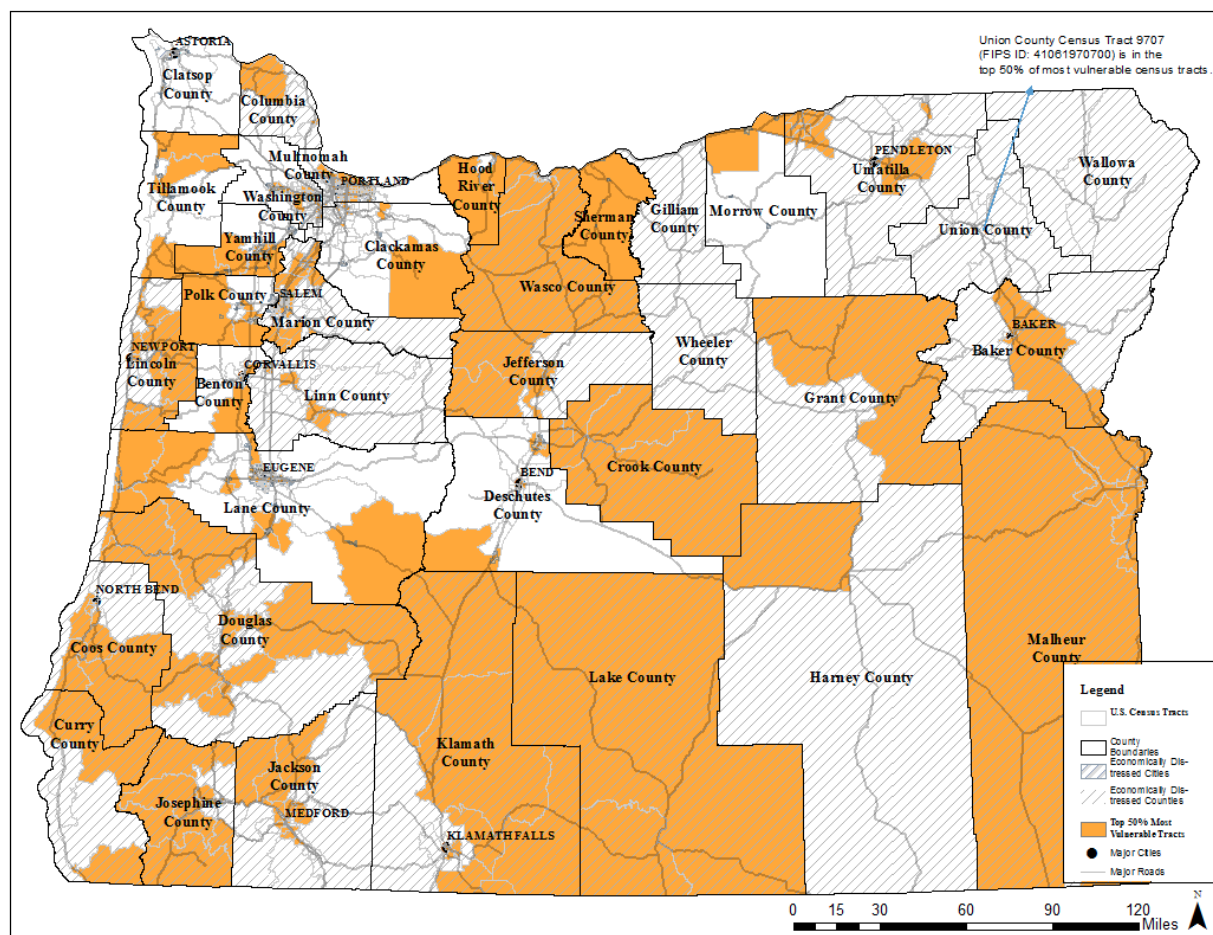 Union County Census Tract 9707
(FIPS ID: 41061970700) is in the
top 50% of most vulnerable census tracts.
ASTORIA
Clatsop
County
Columbia
County
Multnomah
County
PORTLAND
Tillamook
County
Washington
County
Hood
River
County
Sherman
County
Gilliam
County
Morrow County
PENDLETON
Umatilla
County
Wallowa
County
Union County
Yamhill
County
Clackamas
County
Wasco County
Polk County
SALEM
Marion County
NEWPORT
Lincoln
County
Benton
County
CORVALLIS
Linn County
Jefferson
County
Wheeler
County
Grant County
BAKER
Baker County
EUGENE
Lane County
BEND
Deschutes
County
Crook County
NORTH BEND
Coos County
Douglas
County
Lake County
Harney County
Malheur
County
Curry
County
Josephine
County
Jackson
County
MEDFORD
Klamath
County
KLAMATH FALLS
Legend
U.S. Census Tracts
County
Boundaries
Economically Dis-
tressed Cities
Economically Dis-
tressed Counties
Top 50% Most
Vulnerable Tracts
Major Cities
Major Roads
N
0 15 30 60 90 120
Miles